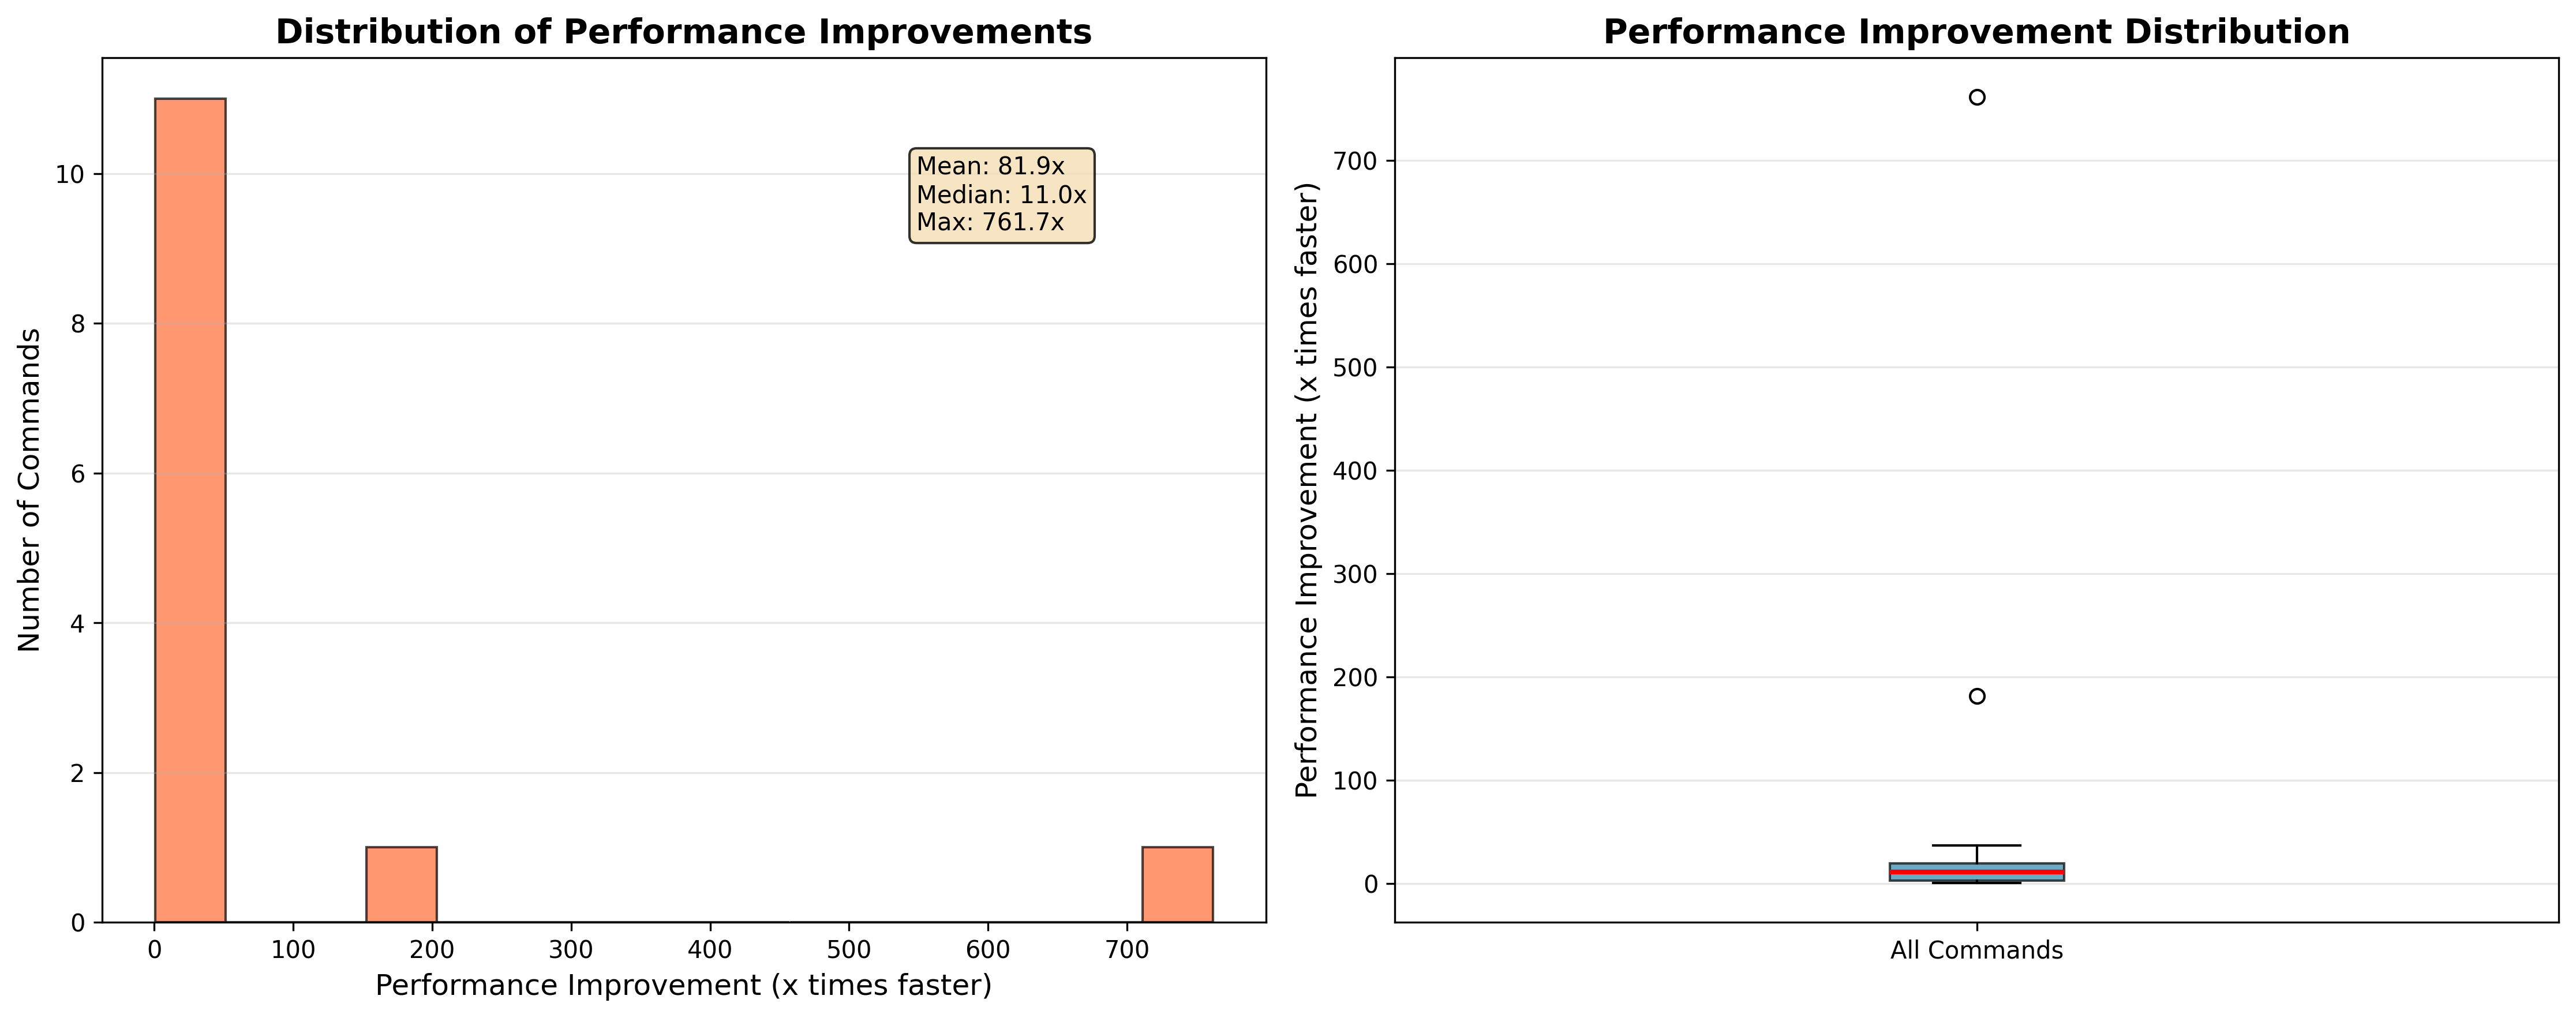 Distribution of Performance Improvements
Number of Commands
10
8
6
4
2
0
Mean: 81.9x
Median: 11.0x
Max: 761.7x
0 100 200 300 400 500 600 700
Performance Improvement (x times faster)
Performance Improvement Distribution
Performance Improvement (x times faster)
700
600
500
400
300
200
100
0
All Commands